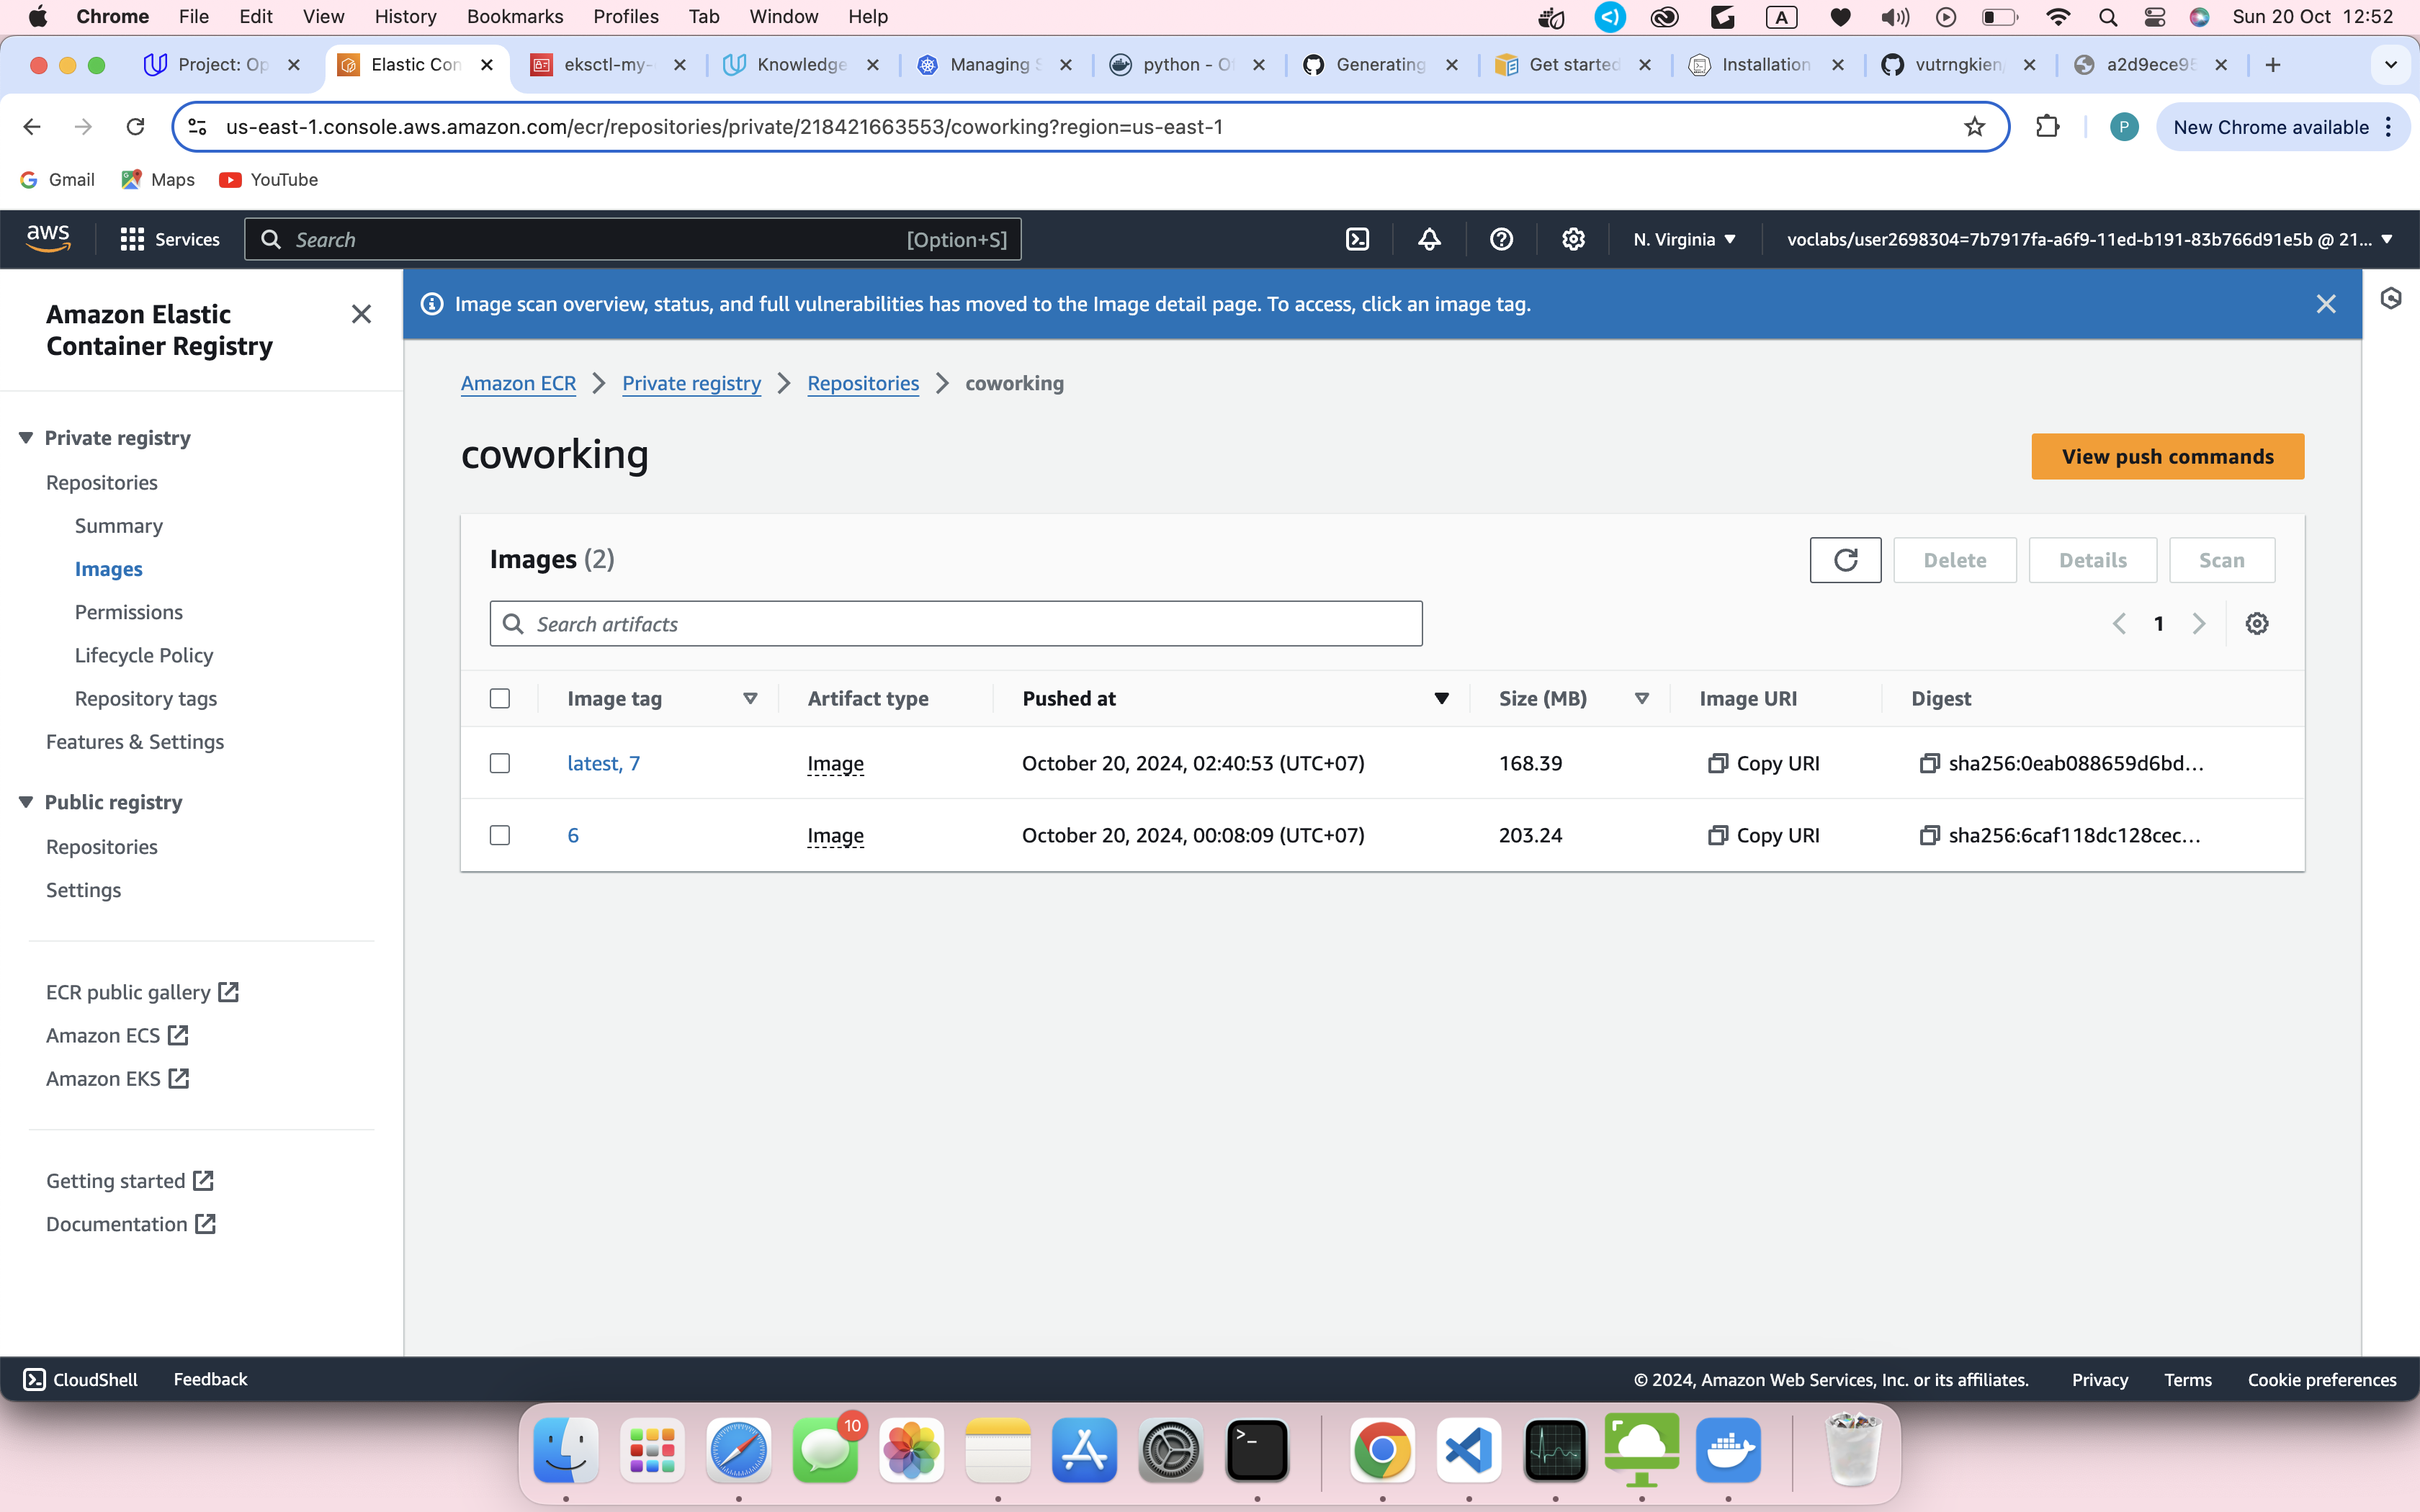 Chrome File Edit View History Bookmarks Profiles Tab Window Help A Sun 20 Oct 12:52
Project: Op Elastic Con eksctl-my- Knowledge Managing S python - Of Generating Get started Installation vutrngkien/ a2d9ece95
us-east-1.console.aws.amazon.com/ecr/repositories/private/218421663553/coworking?region=us-east-1 P New Chrome available
Gmail Maps YouTube
aws Services Search [Option+S] N. Virginia voclabs/user2698304=7b7917fa-a6f9-11ed-b191-83b766d91e5b @ 21...
Amazon Elastic
Container Registry
Image scan overview, status, and full vulnerabilities has moved to the Image detail page. To access, click an image tag.
Private registry
Repositories
Summary
Images
Permissions
Lifecycle Policy
Repository tags
Features & Settings
Public registry
Repositories
Settings
ECR public gallery
Amazon ECS
Amazon EKS
Getting started
Documentation
Amazon ECR Private registry Repositories coworking
coworking View push commands
Images (2) Delete Details Scan
Search artifacts 1
Image tag Artifact type Pushed at Size (MB) Image URI Digest
latest, 7 Image October 20, 2024, 02:40:53 (UTC+07) 168.39 Copy URI sha256:0eab088659d6bd...
6 Image October 20, 2024, 00:08:09 (UTC+07) 203.24 Copy URI sha256:6caf118dc128cec...
CloudShell Feedback © 2024, Amazon Web Services, Inc. or its affiliates. Privacy Terms Cookie preferences
10